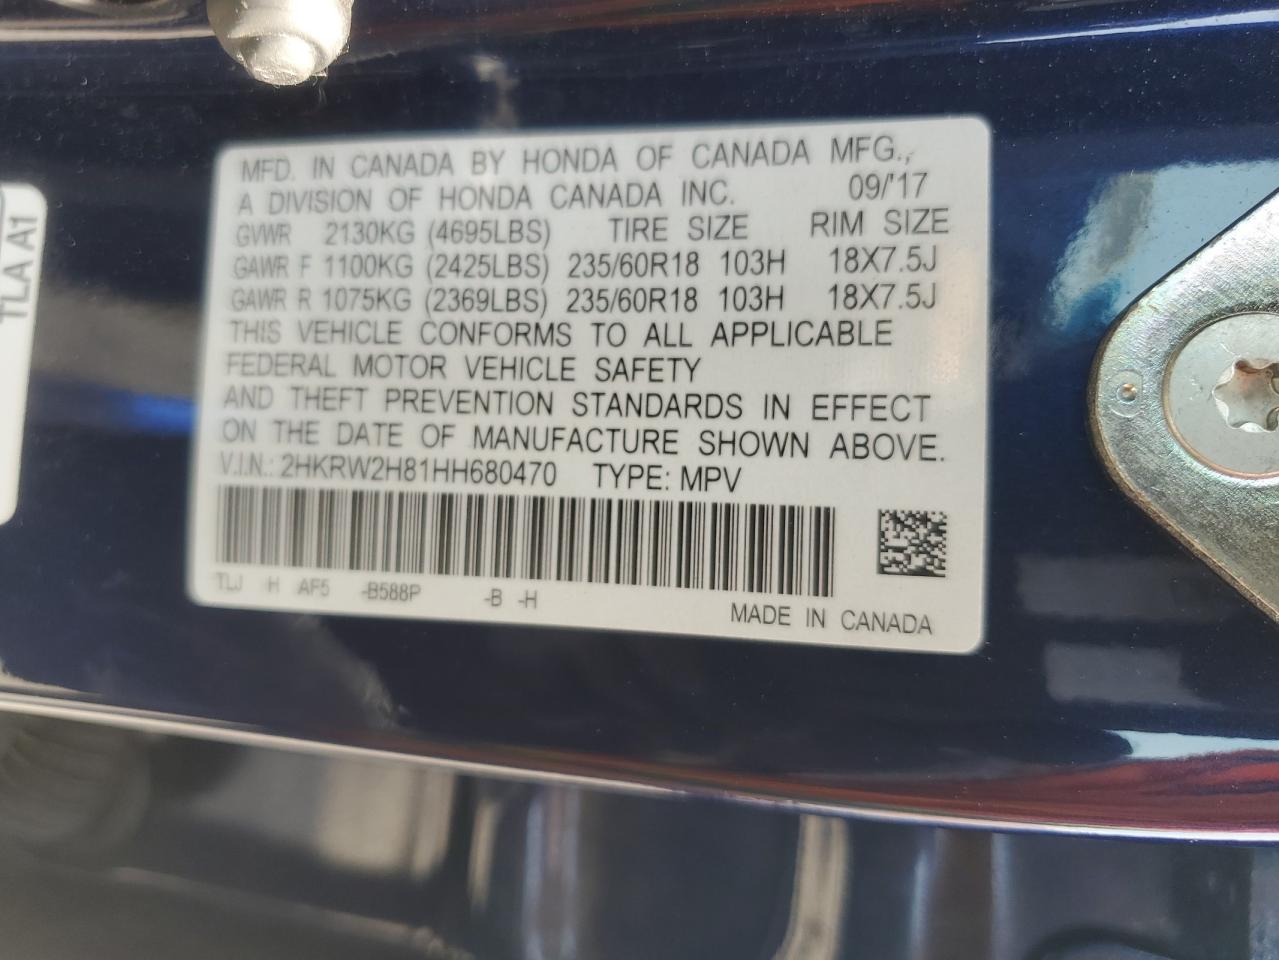 MFD. IN CANADA BY HONDA OF CANADA MFG.,
A DIVISION OF HONDA CANADA INC. 09/'17
GVWR 2130KG (4695LBS) TIRE SIZE RIM SIZE
GAWR F 1100KG (2425LBS) 235/60R18 103H 18X7.5J
GAWR R 1075KG (2369LBS) 235/60R18 103H 18X7.5J
THIS VEHICLE CONFORMS TO ALL APPLICABLE
FEDERAL MOTOR VEHICLE SAFETY
AND THEFT PREVENTION STANDARDS IN EFFECT
ON THE DATE OF MANUFACTURE SHOWN ABOVE.
V.I.N.: 2HKRW2H81HH680470 TYPE: MPV
TLJ -H AF5 -B588P -B -H
MADE IN CANADA
TLA A1